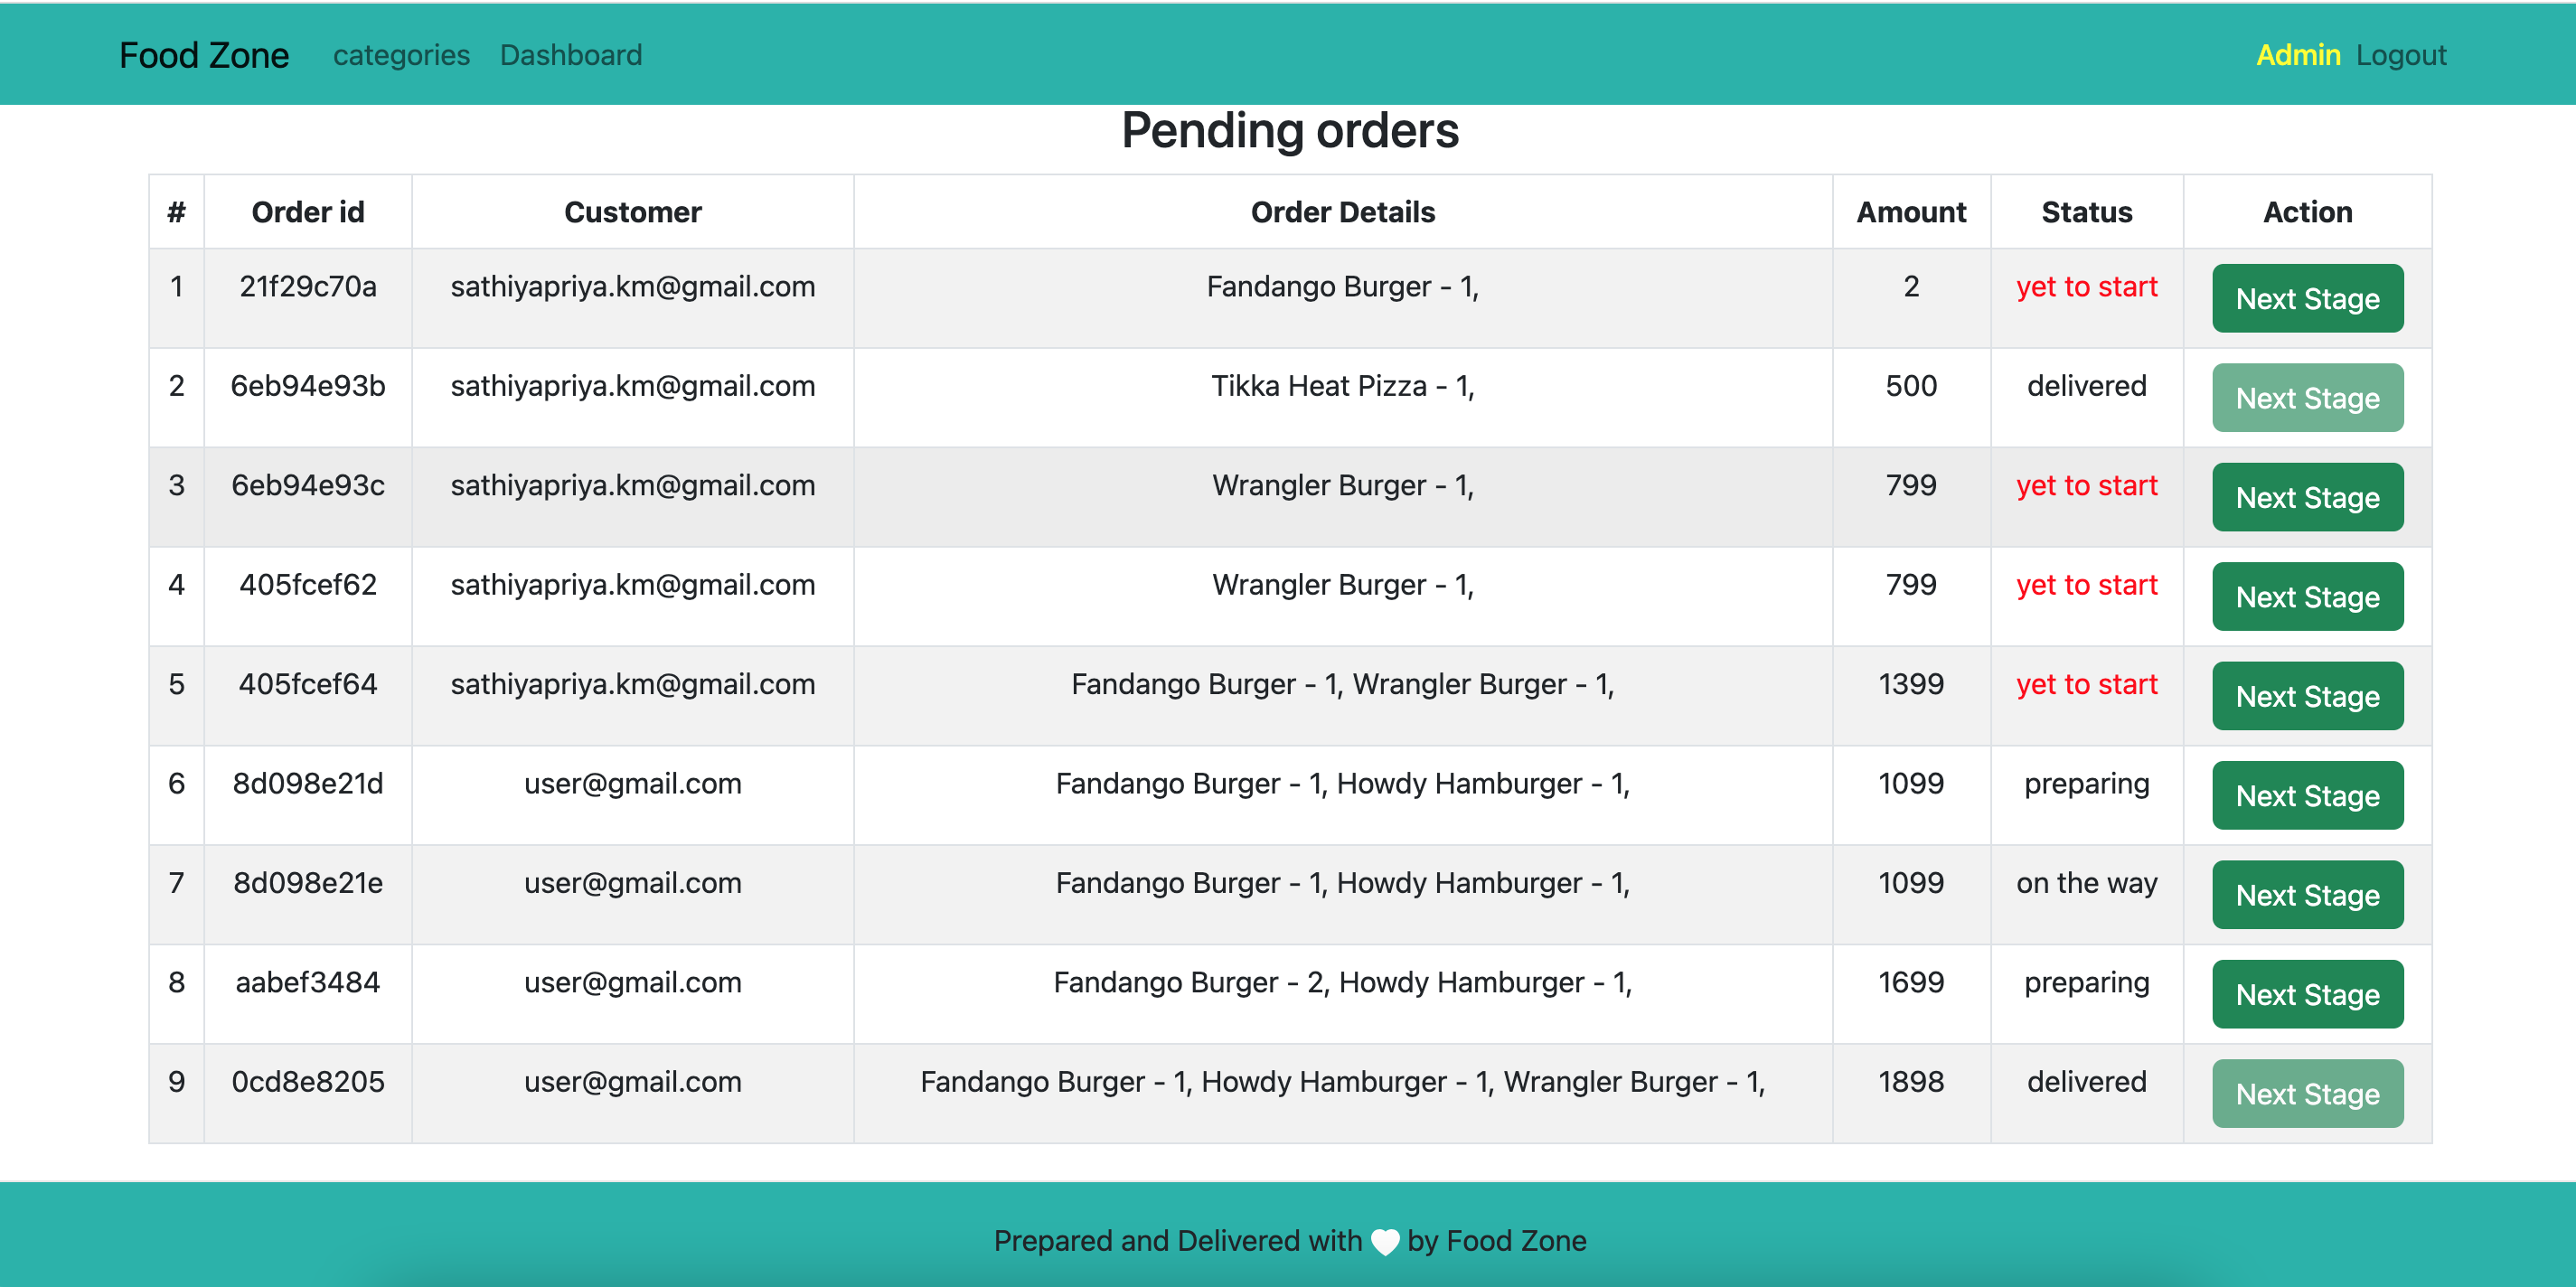 Food Zone categories Dashboard Admin Logout
Pending orders
# Order id Customer Order Details Amount Status Action
1 21f29c70a sathiyapriya.km@gmail.com Fandango Burger - 1, 2 yet to start Next Stage
2 6eb94e93b sathiyapriya.km@gmail.com Tikka Heat Pizza - 1, 500 delivered Next Stage
3 6eb94e93c sathiyapriya.km@gmail.com Wrangler Burger - 1, 799 yet to start Next Stage
4 405fcef62 sathiyapriya.km@gmail.com Wrangler Burger - 1, 799 yet to start Next Stage
5 405fcef64 sathiyapriya.km@gmail.com Fandango Burger - 1, Wrangler Burger - 1, 1399 yet to start Next Stage
6 8d098e21d user@gmail.com Fandango Burger - 1, Howdy Hamburger - 1, 1099 preparing Next Stage
7 8d098e21e user@gmail.com Fandango Burger - 1, Howdy Hamburger - 1, 1099 on the way Next Stage
8 aabef3484 user@gmail.com Fandango Burger - 2, Howdy Hamburger - 1, 1699 preparing Next Stage
9 0cd8e8205 user@gmail.com Fandango Burger - 1, Howdy Hamburger - 1, Wrangler Burger - 1, 1898 delivered Next Stage
Prepared and Delivered with 🤍 by Food Zone